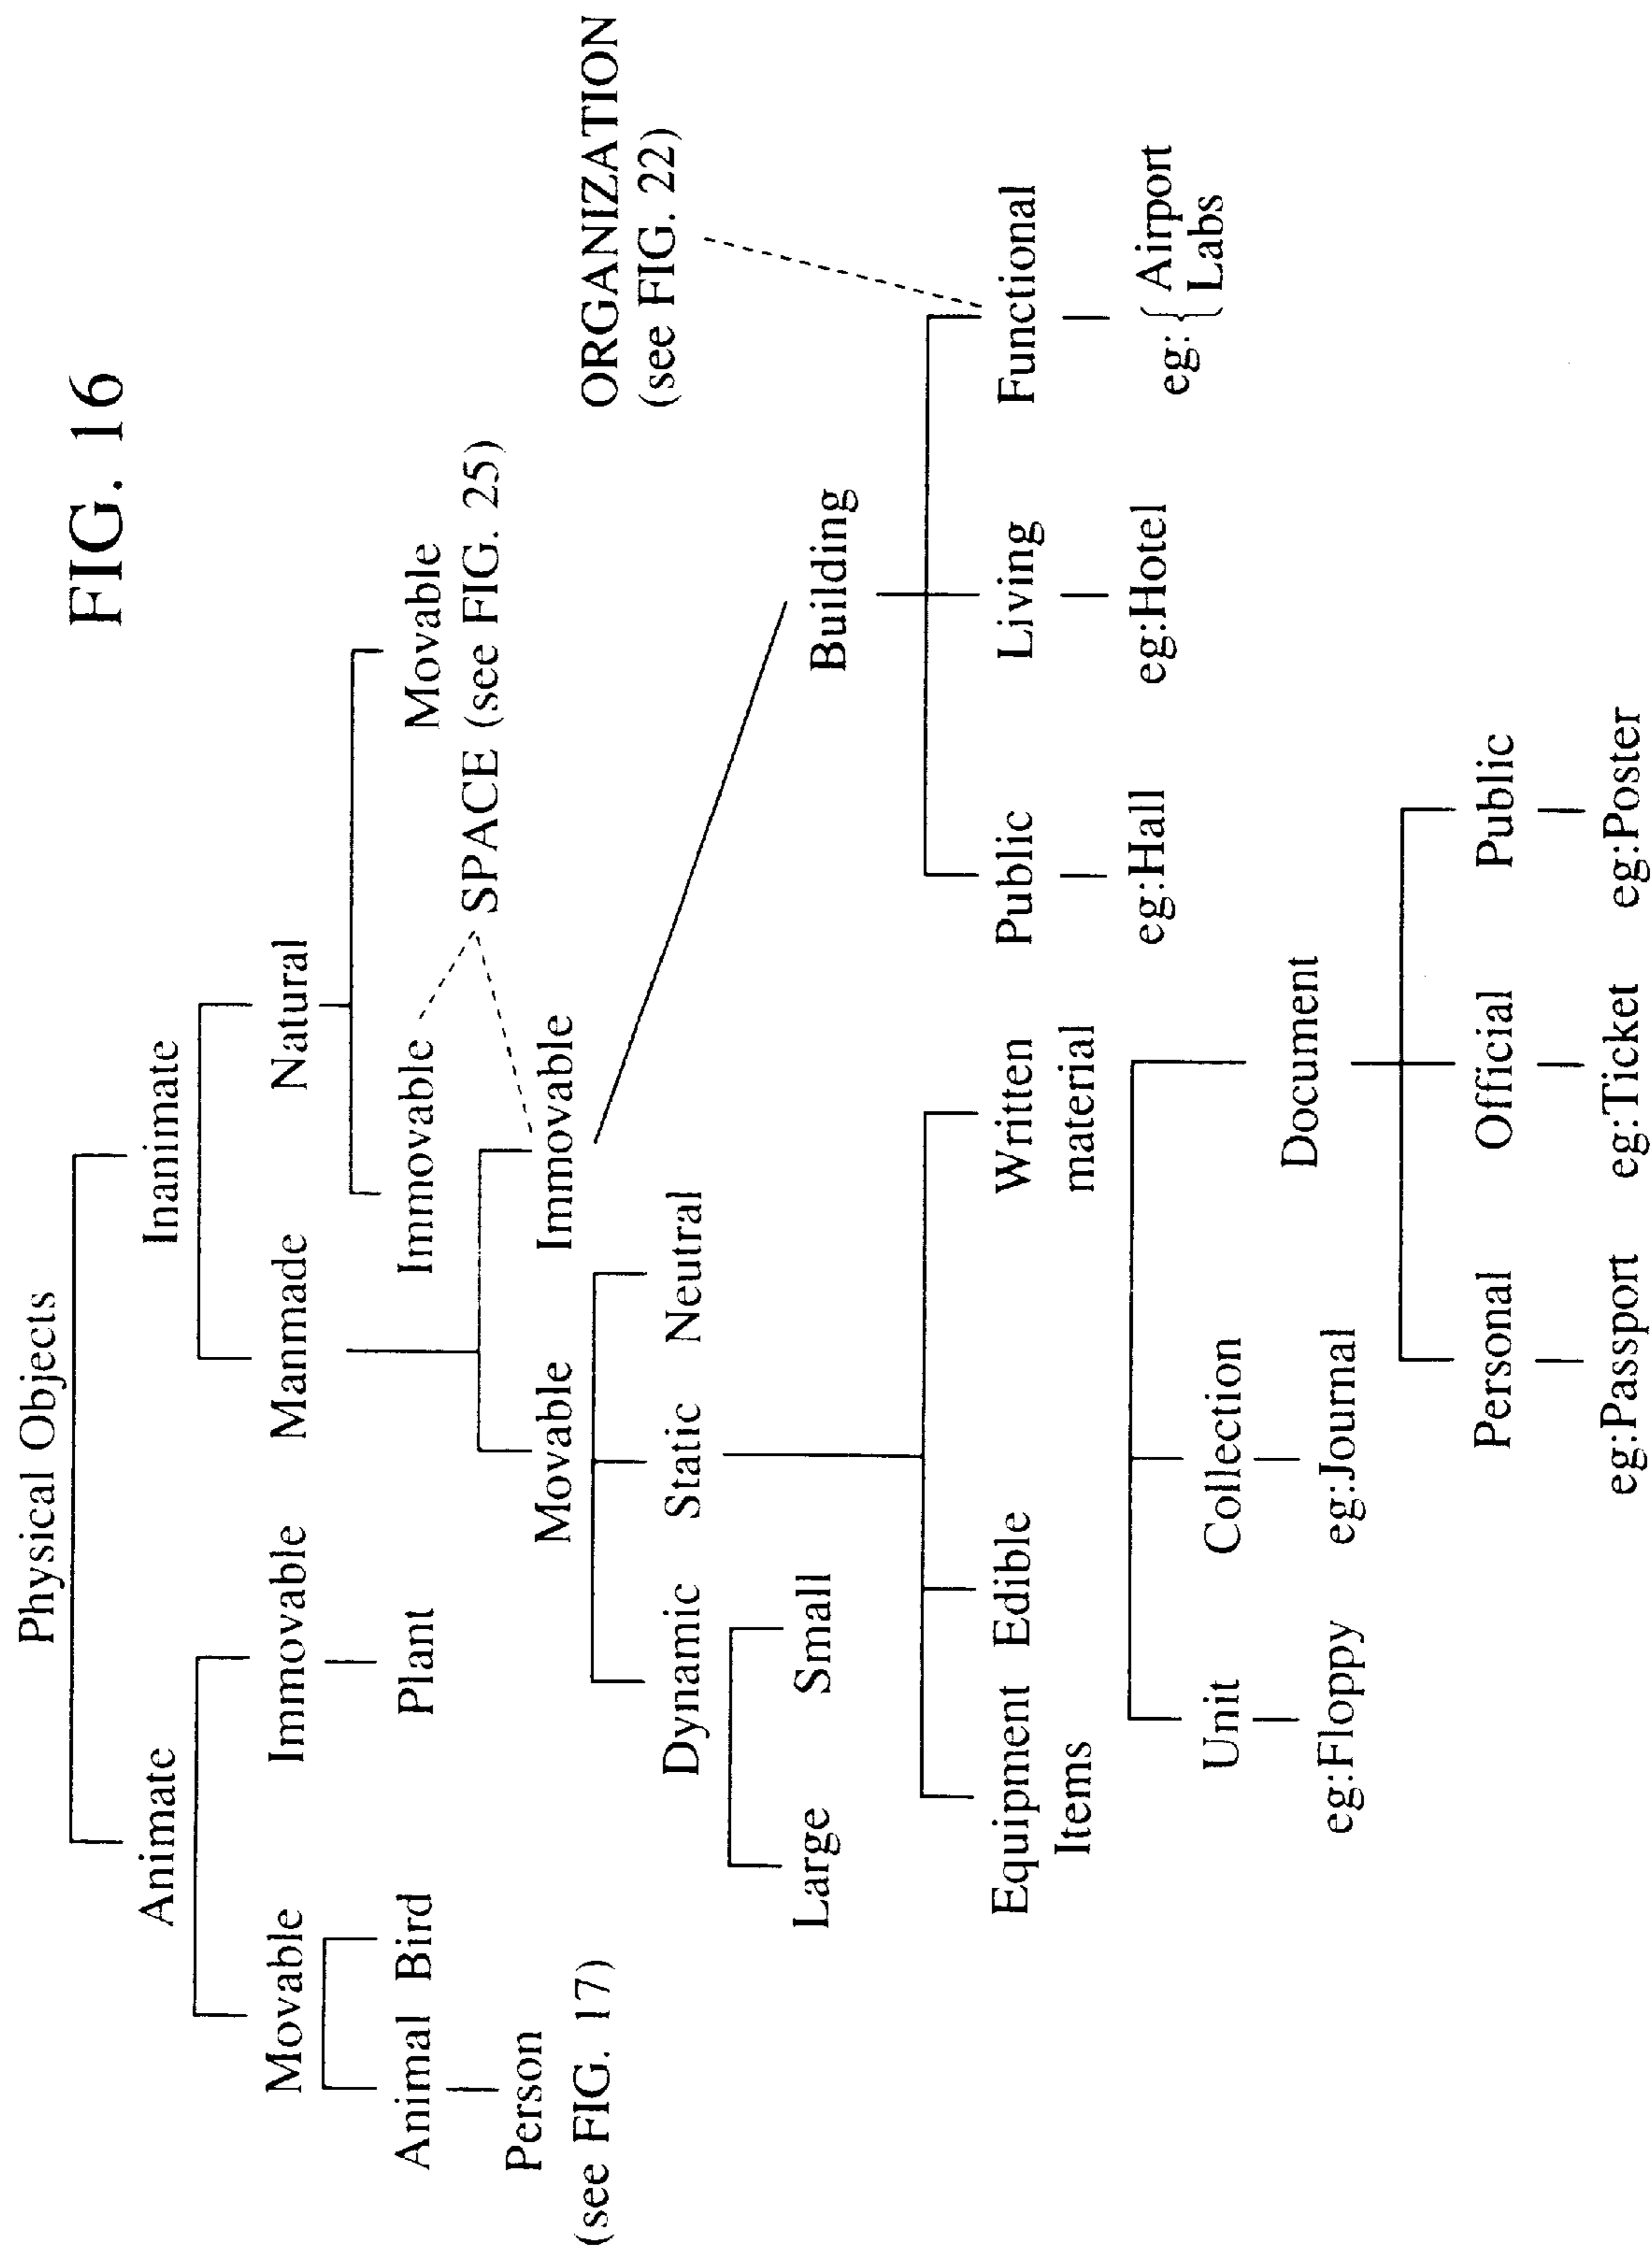 FIG. 16
Physical Objects
Animate
Inanimate
Movable
Immovable
Manmade
Natural
Animal
Bird
Plant
Immovable
Movable
SPACE (see FIG. 25)
Person
(see FIG. 17)
Movable
Immovable
ORGANIZATION
(see FIG. 22)
Dynamic
Static
Neutral
Large
Small
Building
Equipment
Items
Edible
Written
material
Public
Living
Functional
eg:Hall
eg:Hotel
eg:{ Airport
Labs
Unit
Collection
Document
eg:Floppy
eg:Journal
Personal
Official
Public
eg:Passport
eg:Ticket
eg:Poster